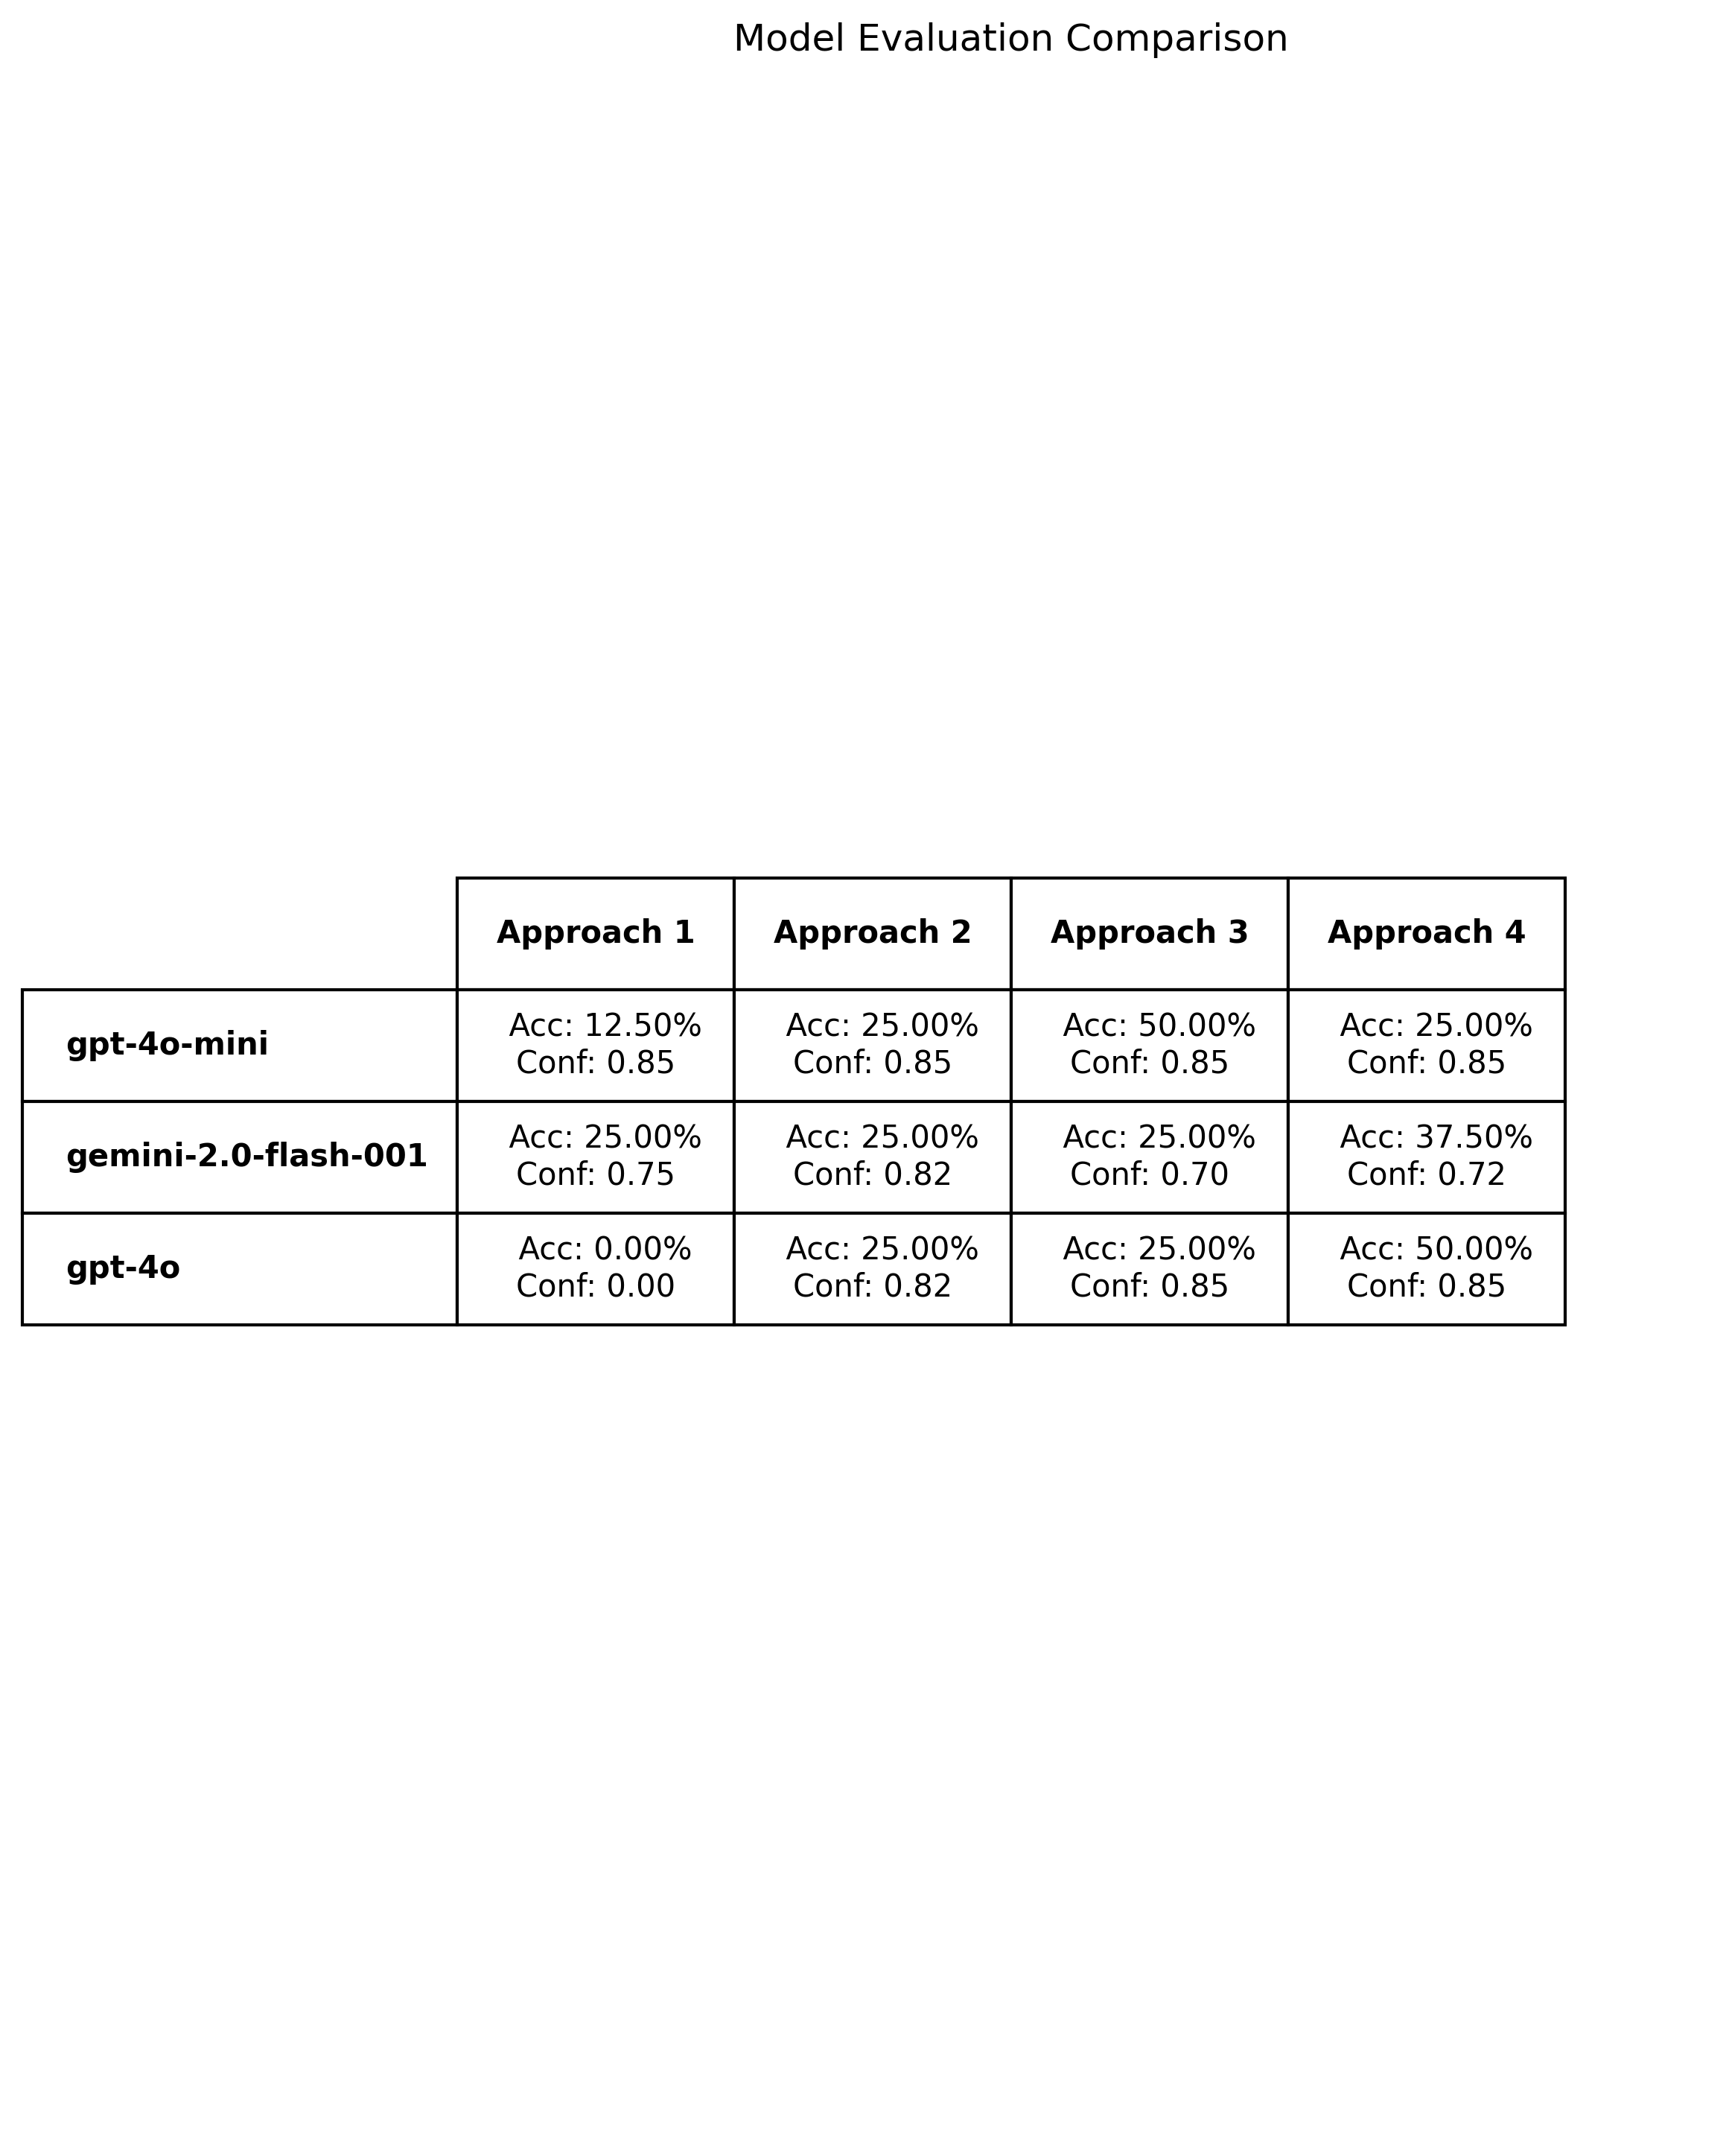 Model Evaluation Comparison
Approach 1 Approach 2 Approach 3 Approach 4
gpt-4o-mini
Acc: 12.50% Acc: 25.00% Acc: 50.00% Acc: 25.00%
Conf: 0.85 Conf: 0.85 Conf: 0.85 Conf: 0.85
gemini-2.0-flash-001
Acc: 25.00% Acc: 25.00% Acc: 25.00% Acc: 37.50%
Conf: 0.75 Conf: 0.82 Conf: 0.70 Conf: 0.72
gpt-4o
Acc: 0.00% Acc: 25.00% Acc: 25.00% Acc: 50.00%
Conf: 0.00 Conf: 0.82 Conf: 0.85 Conf: 0.85